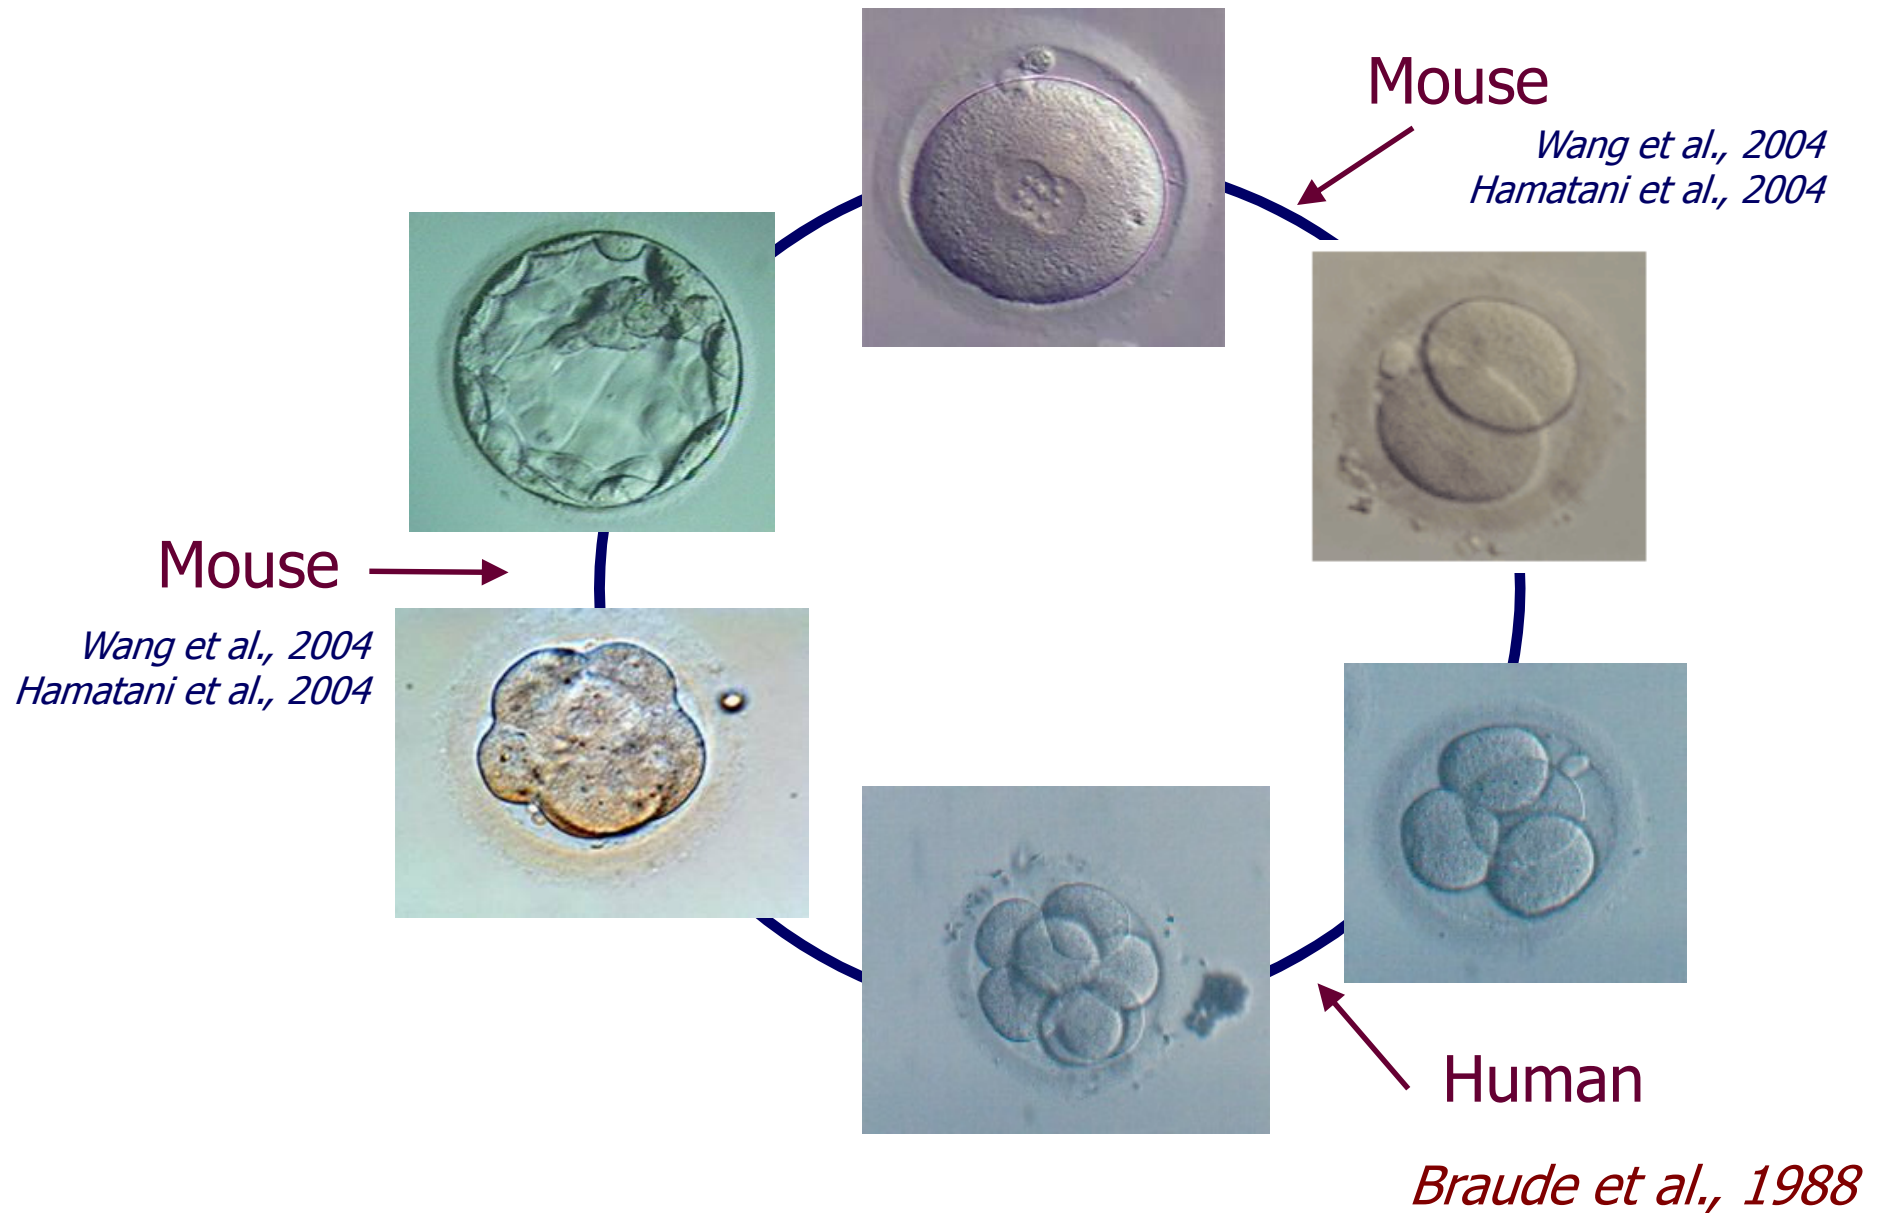 Mouse
Wang et al., 2004
Hamatani et al., 2004
Mouse
Wang et al., 2004
Hamatani et al., 2004
Human
Braude et al., 1988